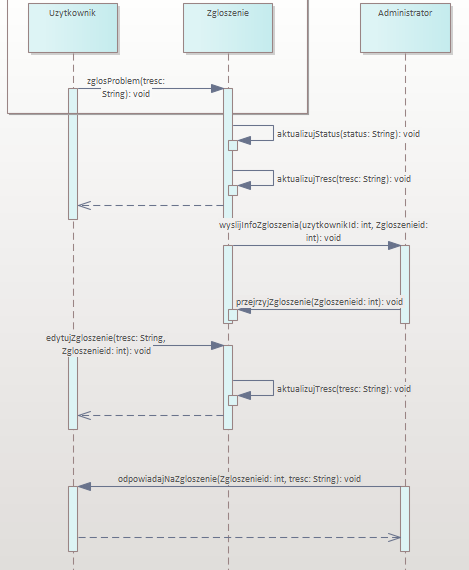 Uzytkownik
Zgloszenie
Administrator
zglosProblem(tresc:
String): void
aktualizujStatus(status: String): void
aktualizujTresc(tresc: String): void
wyslijInfoZgloszenia(uzytkownikId: int, Zgloszenieid:
int): void
przejrzyjZgloszenie(Zgloszenieid: int): void
edytujZgloszenie(tresc: String,
Zgloszenieid: int): void
aktualizujTresc(tresc: String): void
odpowiadajNaZgloszenie(Zgloszenieid: int, tresc: String): void